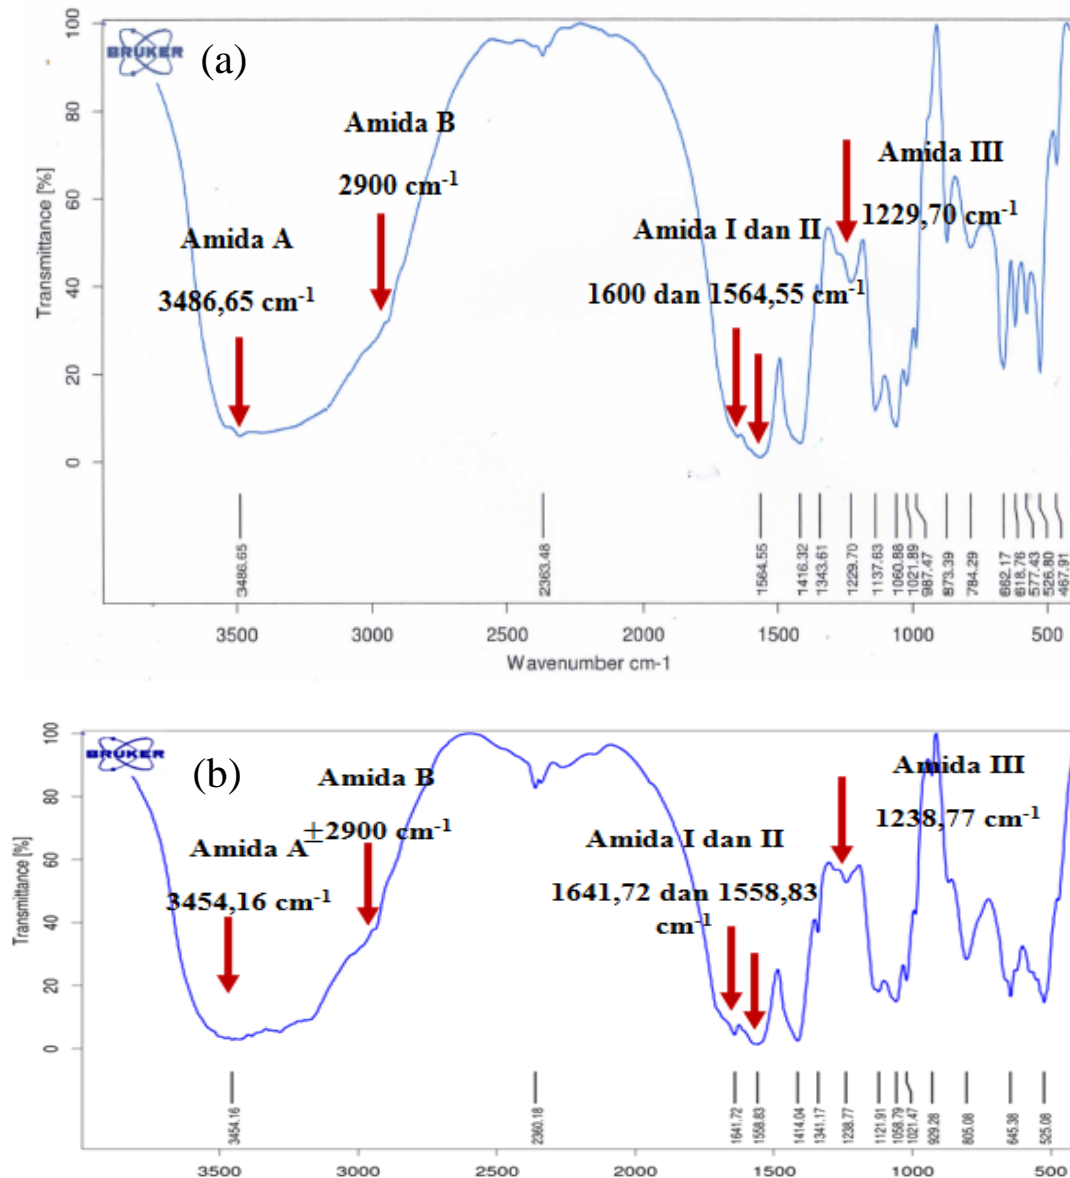 100
BRUKER
(a)
Amida B
2900 cm-1
Amida A
3486,65 cm-1
Amida III
1229,70 cm-1
Amida I dan II
1600 dan 1564,55 cm-1
Transmittance [%]
80
60
40
20
0
3486.65
2363.48
1564.55
1416.32
1343.61
1229.70
1137.63
1060.88
1021.89
987.47
873.39
784.29
662.17
618.76
577.43
526.80
467.91
3500 3000 2500 2000 1500 1000 500
Wavenumber cm-1
100
BRUKER
(b)
Amida B
±2900 cm-1
Amida A
3454,16 cm-1
Amida III
1238,77 cm-1
Amida I dan II
1641,72 dan 1558,83
cm-1
Transmittance [%]
80
60
40
20
0
3454.16
2360.18
1641.72
1558.83
1414.04
1341.17
1238.77
1121.91
1058.79
1021.47
929.28
805.08
645.38
525.08
3500 3000 2500 2000 1500 1000 500